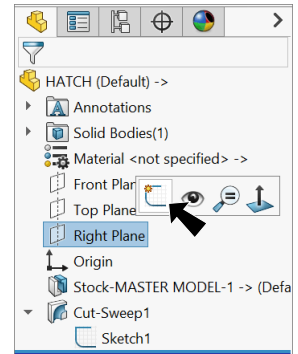 HATCH (Default) ->
Annotations
Solid Bodies(1)
Material <not specified> ->
Front Plan
Top Plane
Right Plane
Origin
Stock-MASTER MODEL-1 -> (Defa
Cut-Sweep1
Sketch1